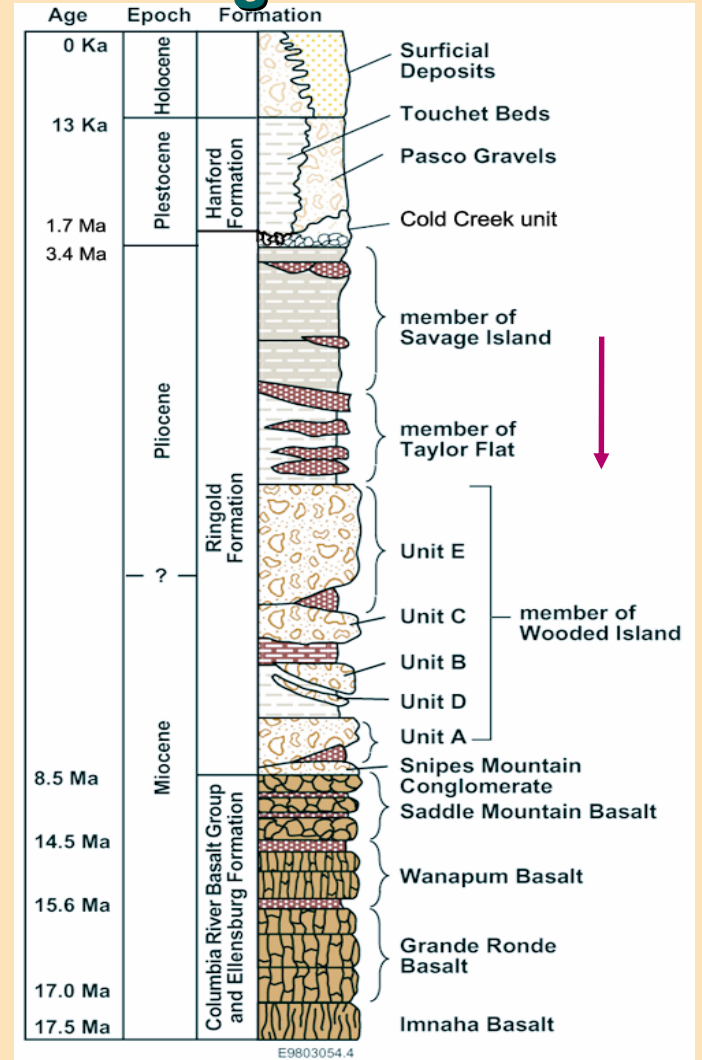 Age Epoch Formation
0 Ka
Holocene
Surficial
Deposits
13 Ka
Touchet Beds
Plestocene
Hanford
Formation
Pasco Gravels
1.7 Ma
Cold Creek unit
3.4 Ma
member of
Savage Island
Pliocene
member of
Taylor Flat
Ringold
Formation
Unit E
?
Unit C
member of
Wooded Island
Unit B
Unit D
Unit A
Miocene
Snipes Mountain
Conglomerate
8.5 Ma
Saddle Mountain Basalt
14.5 Ma
Columbia River Basalt Group
and Ellensburg Formation
Wanapum Basalt
15.6 Ma
Grande Ronde
Basalt
17.0 Ma
17.5 Ma
Imnaha Basalt
E9803054.4